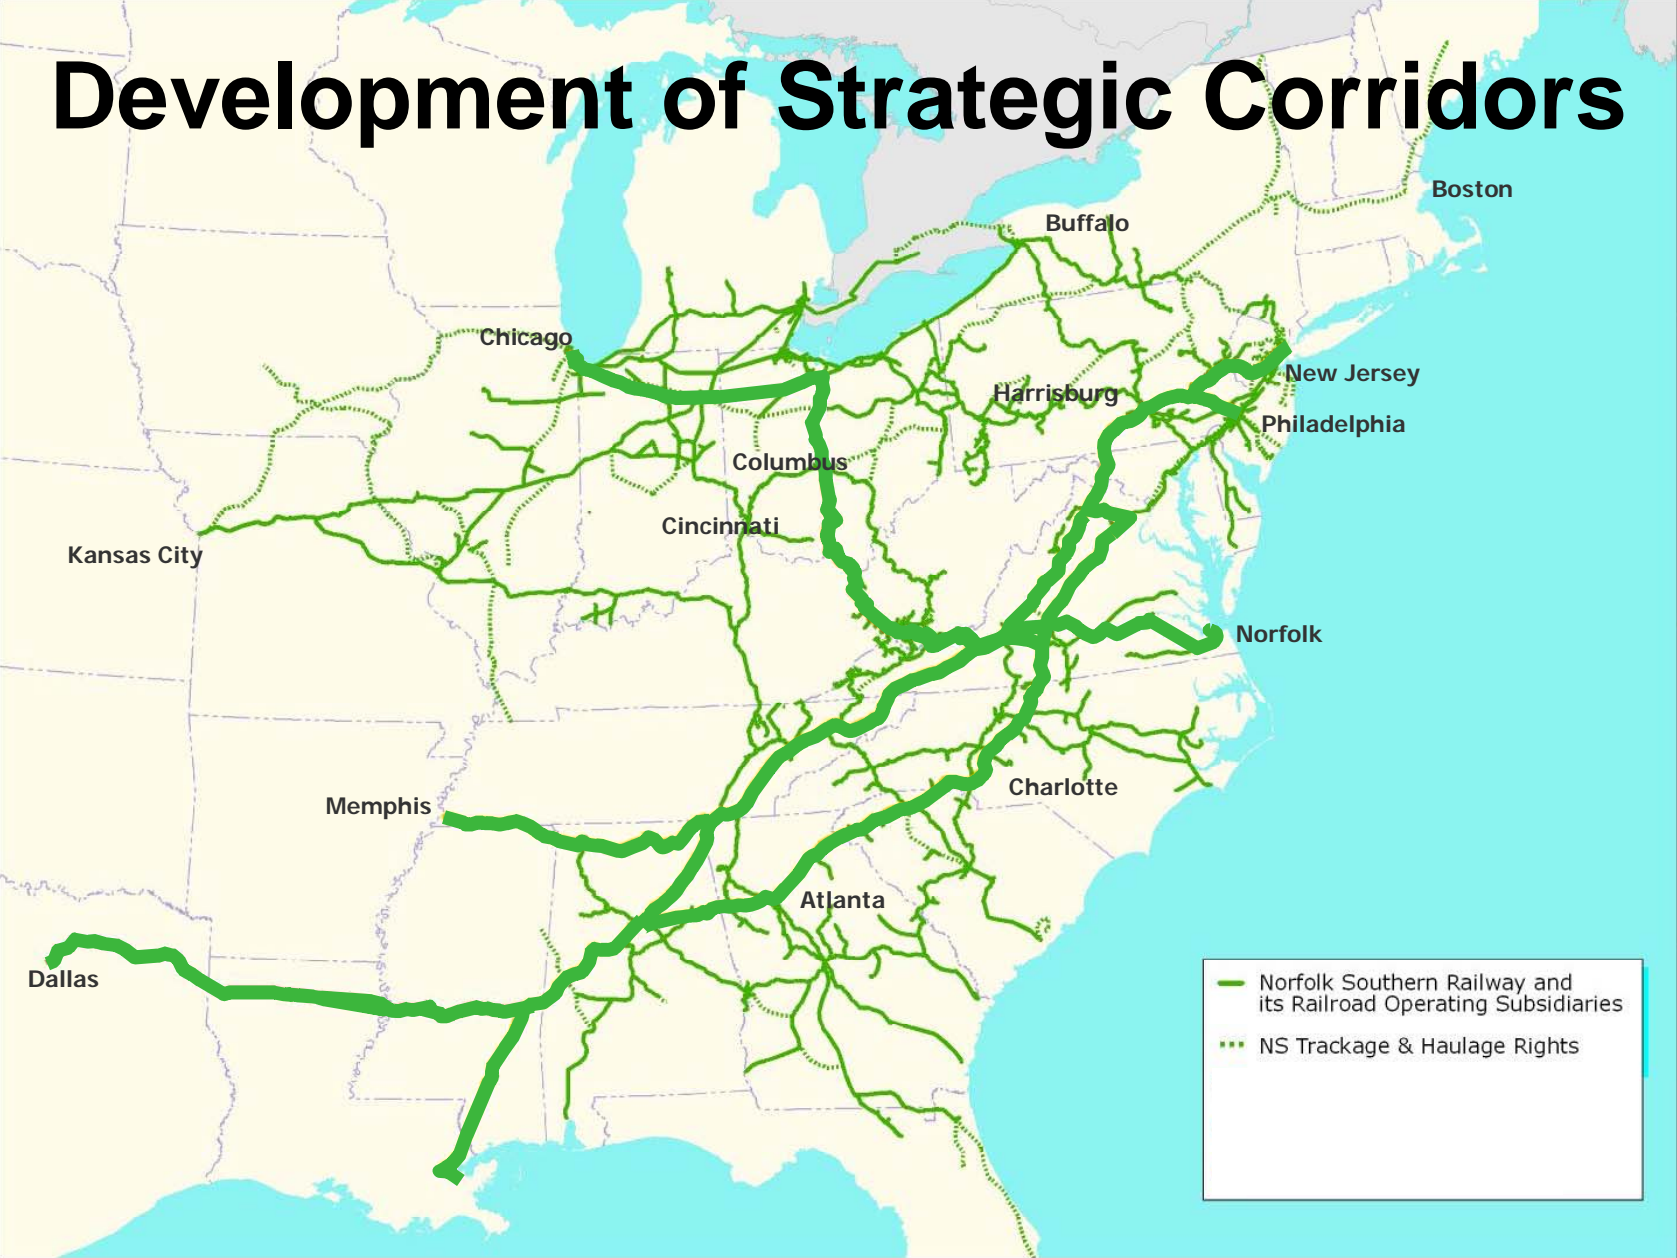 Development of Strategic Corridors
Boston
Buffalo
Chicago
New Jersey
Harrisburg
Philadelphia
Columbus
Cincinnati
Kansas City
Norfolk
Charlotte
Memphis
Atlanta
Dallas
Norfolk Southern Railway and
its Railroad Operating Subsidiaries
NS Trackage & Haulage Rights